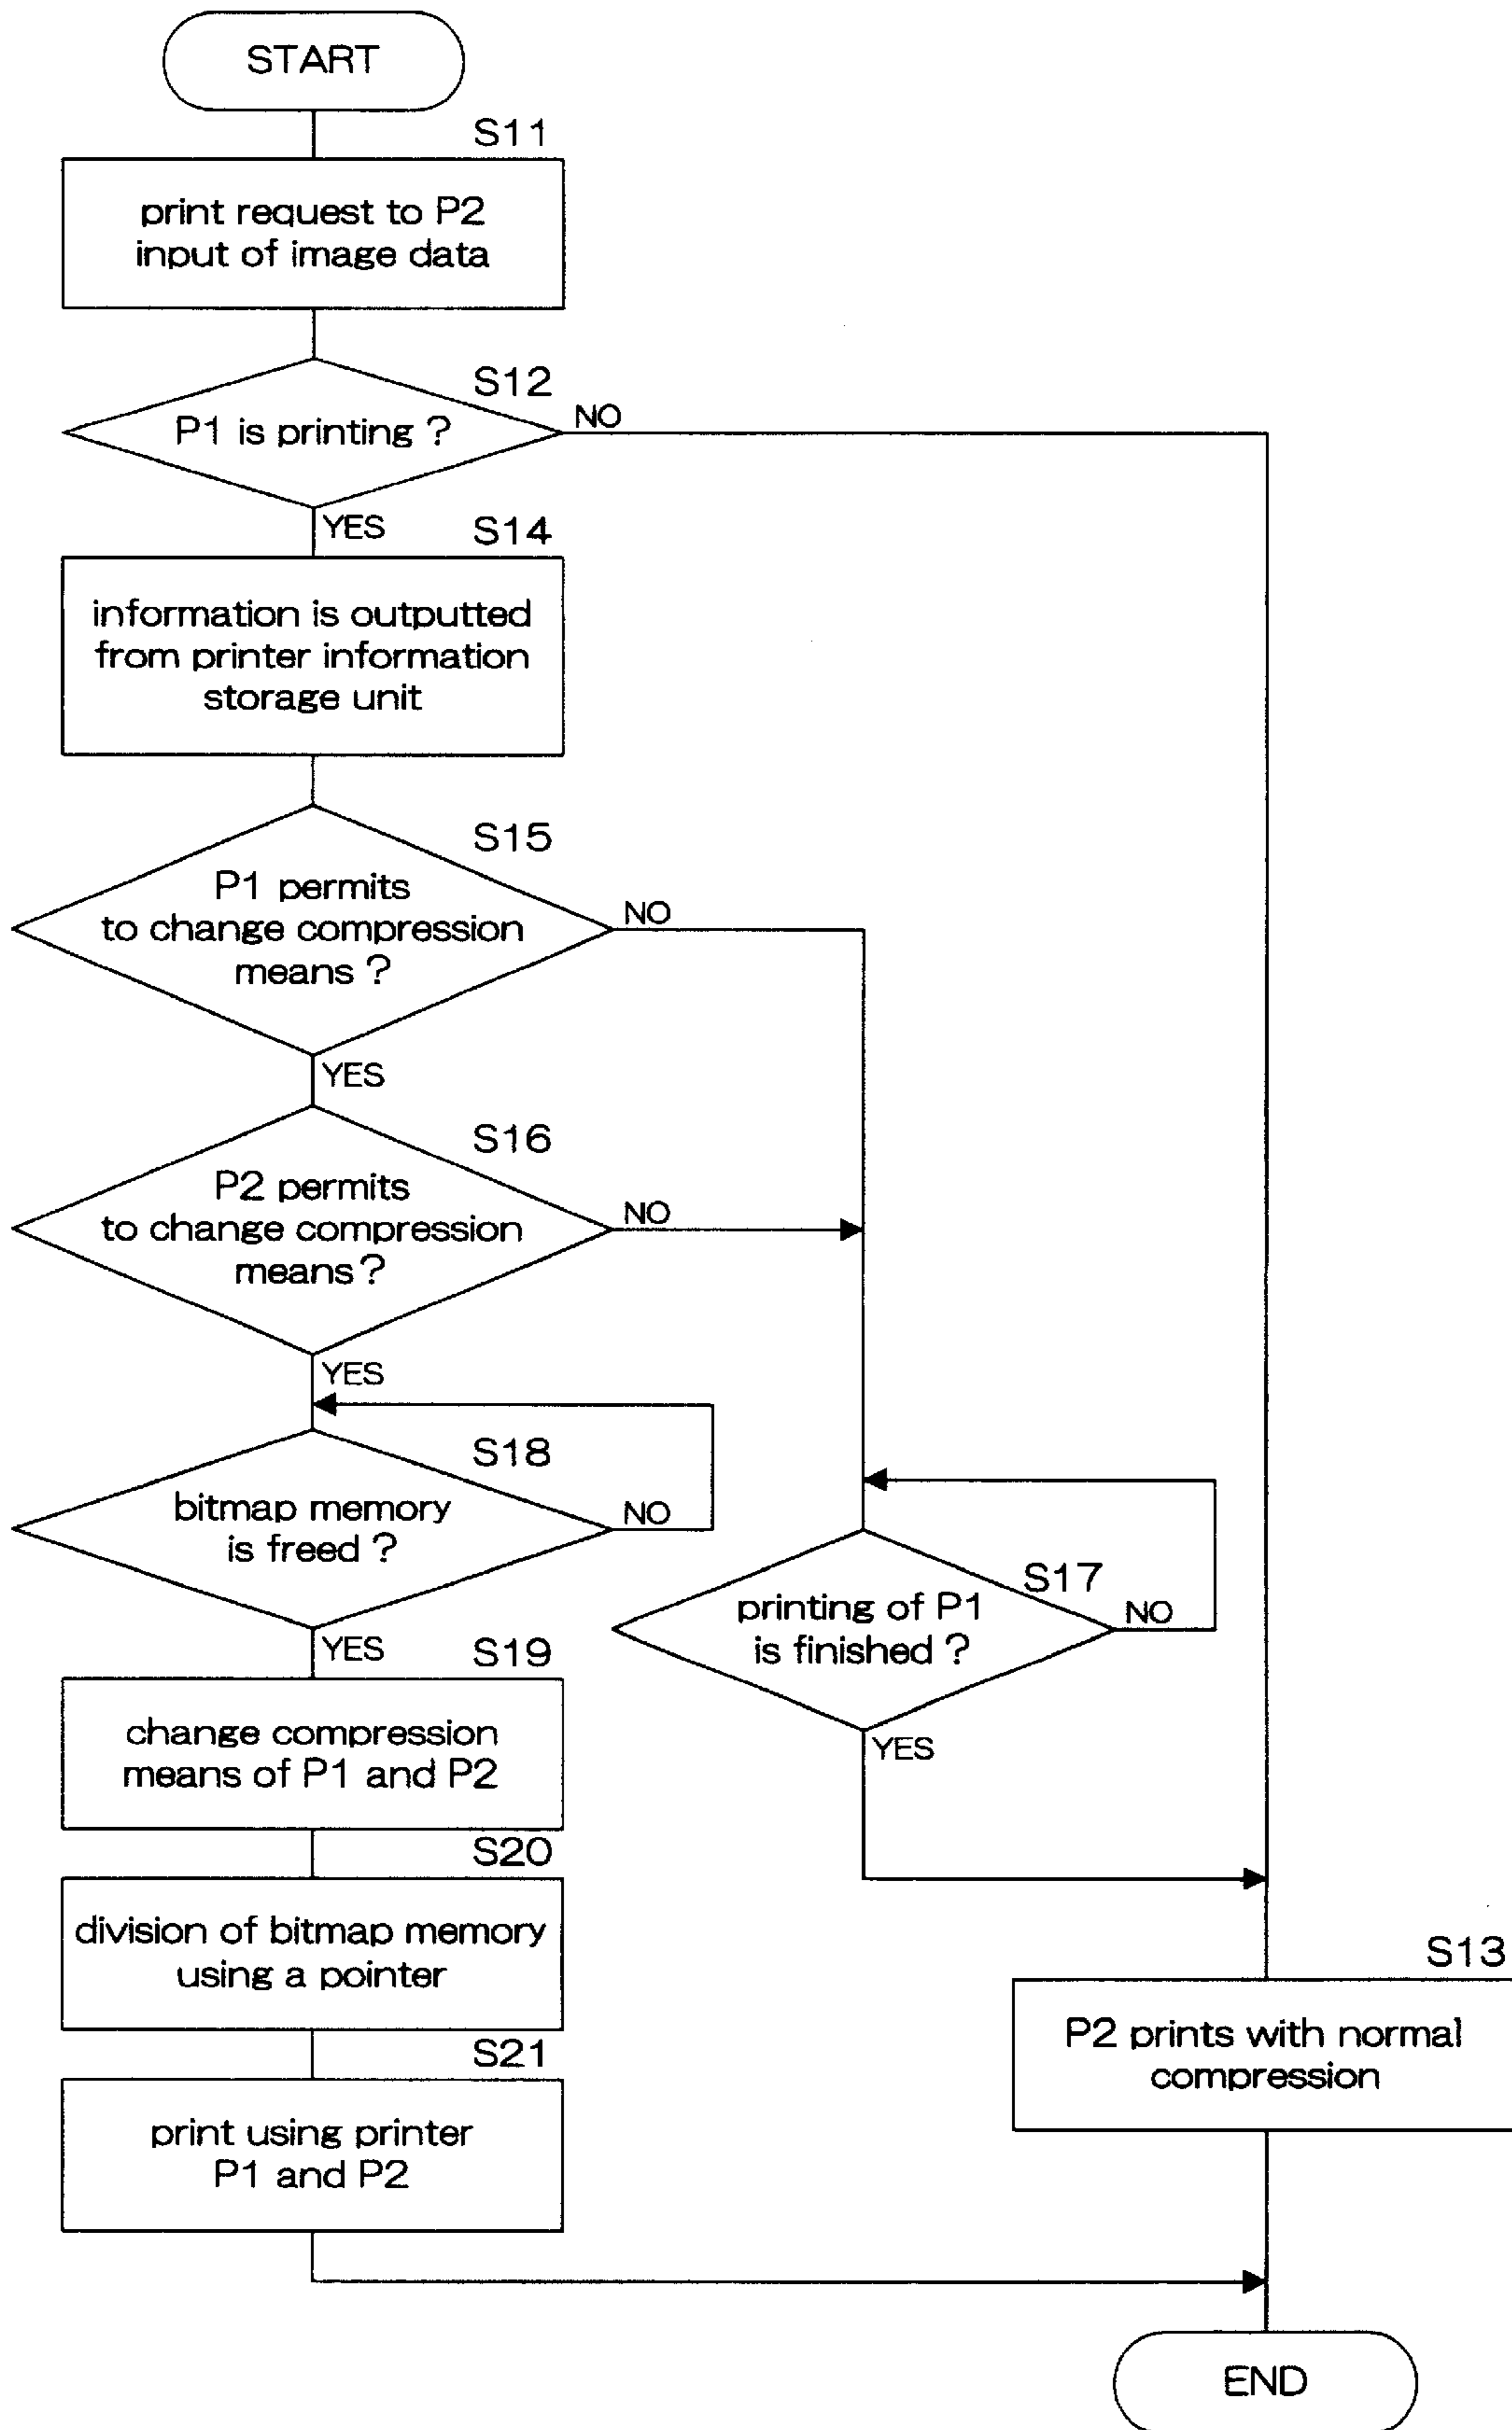 START
S11
print request to P2
input of image data
S12
P1 is printing ?
NO
YES
S14
information is outputted
from printer information
storage unit
S15
P1 permits
to change compression
means ?
NO
YES
S16
P2 permits
to change compression
means ?
NO
YES
S18
bitmap memory
is freed ?
NO
YES
S17
printing of P1
is finished ?
NO
YES
S19
change compression
means of P1 and P2
S20
division of bitmap memory
using a pointer
S13
P2 prints with normal
compression
S21
print using printer
P1 and P2
END